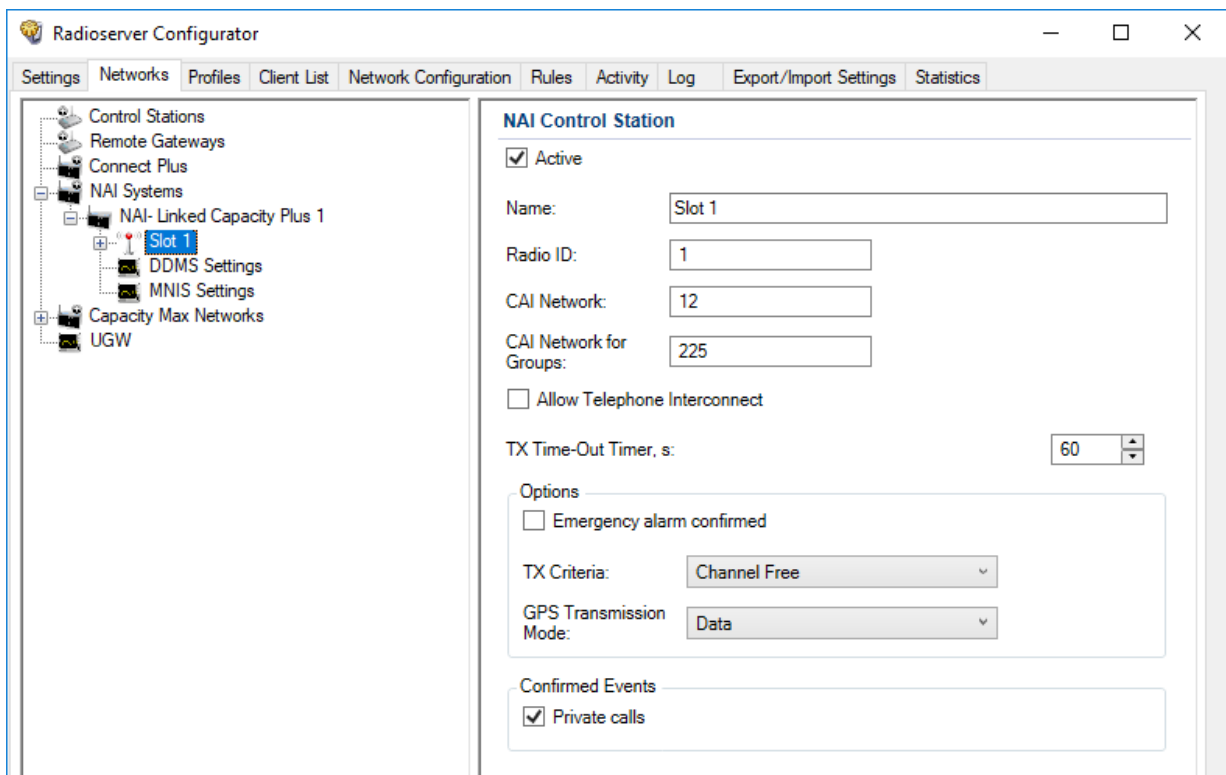 Radioserver Configurator
Settings Networks Profiles Client List Network Configuration Rules Activity Log Export/Import Settings Statistics
Control Stations
Remote Gateways
Connect Plus
NAI Systems
NAI- Linked Capacity Plus 1
Slot 1
DDMS Settings
MNIS Settings
Capacity Max Networks
UGW
NAI Control Station
Active
Name: Slot 1
Radio ID: 1
CAI Network: 12
CAI Network for
Groups: 225
Allow Telephone Interconnect
TX Time-Out Timer, s: 60
Options
Emergency alarm confirmed
TX Criteria: Channel Free
GPS Transmission
Mode: Data
Confirmed Events
Private calls